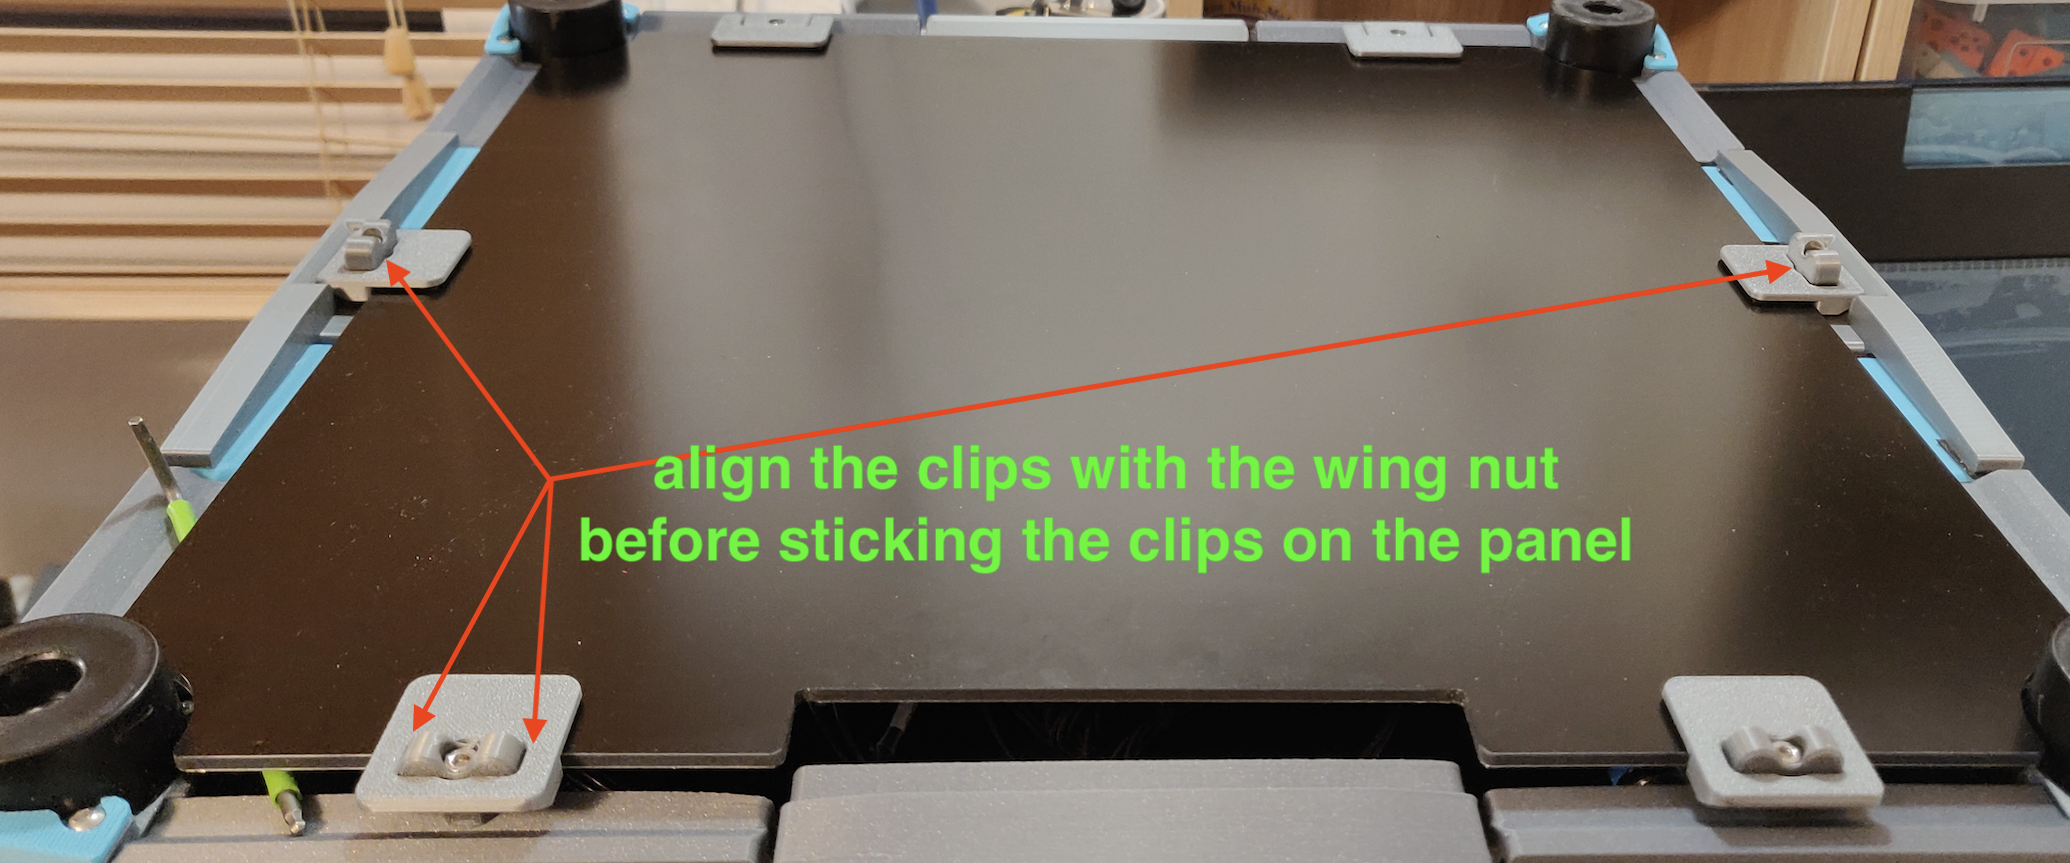 align the clips with the wing nut
before sticking the clips on the panel